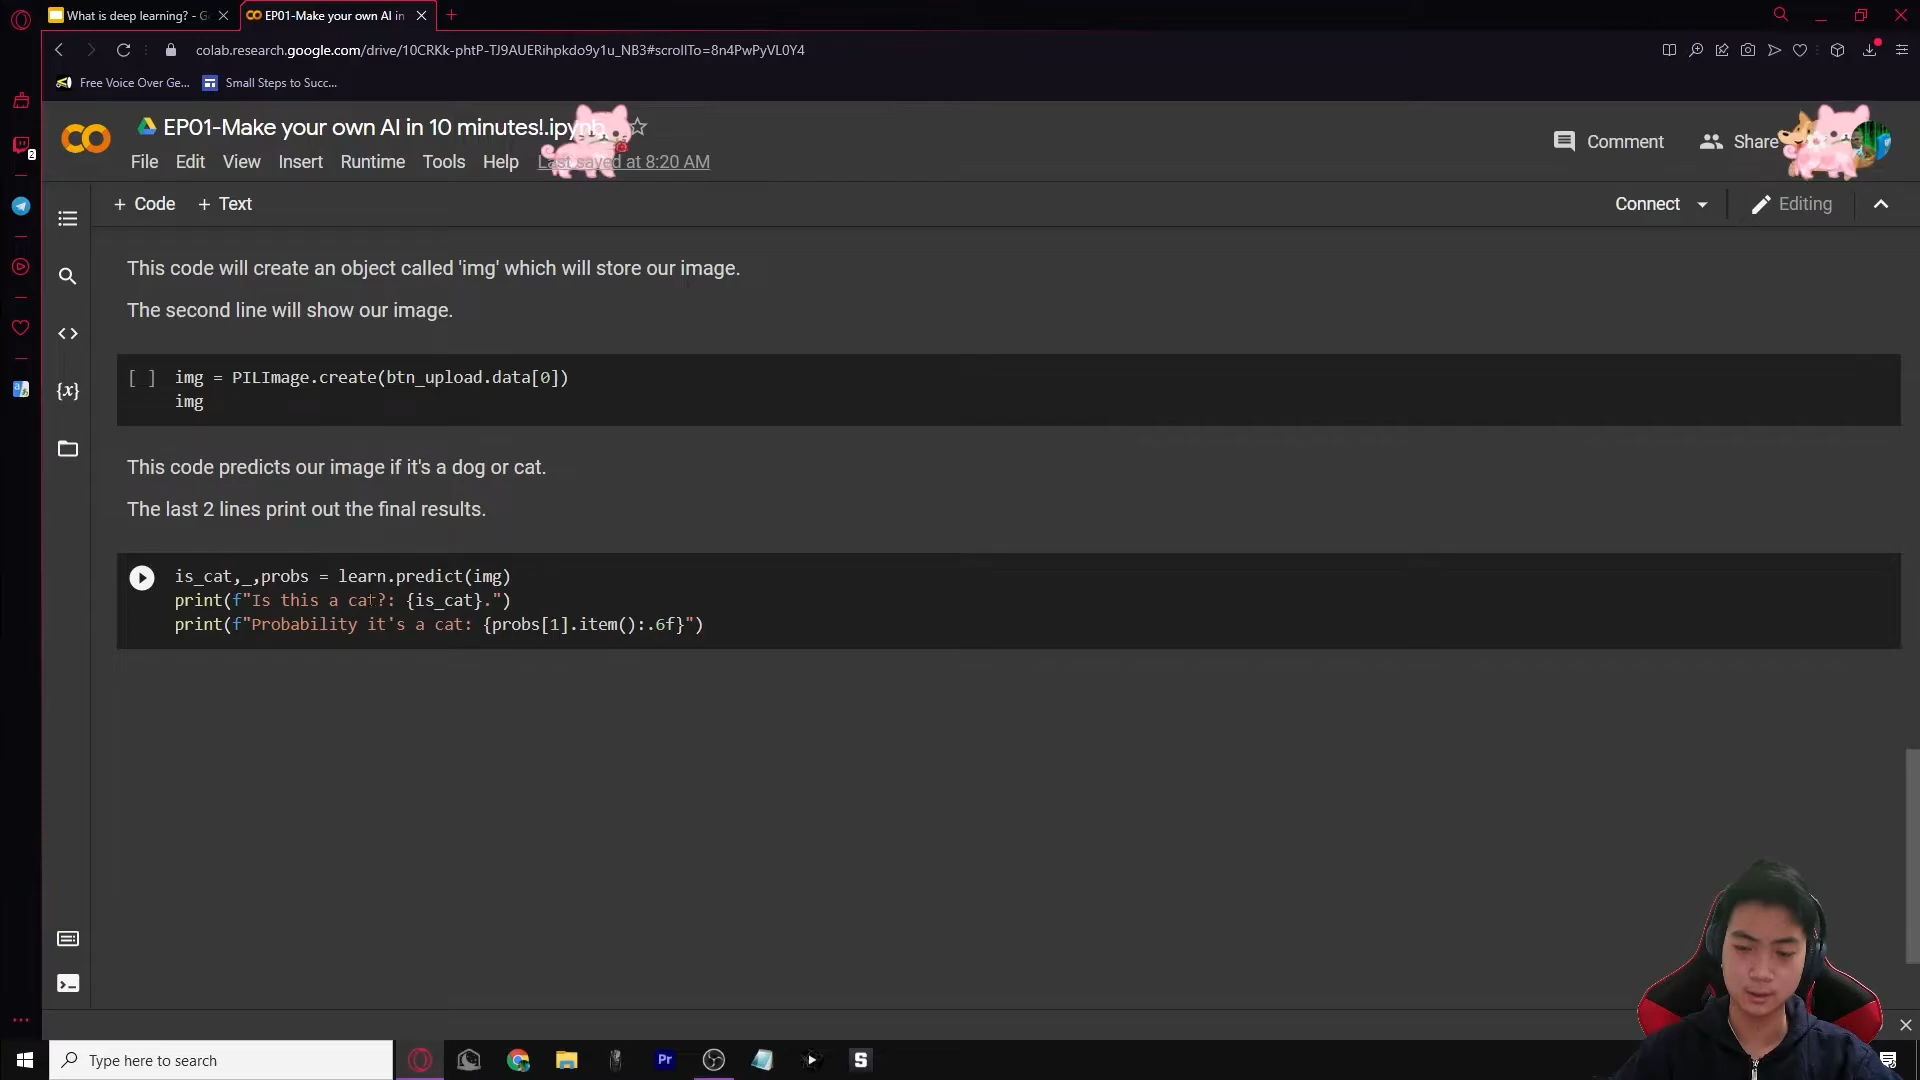 What is deep learning? - G
EP01-Make your own AI in
colab.research.google.com/drive/10CRKk-phtP-TJ9AUERihpkdo9y1u_NB3#scrollTo=8n4PwPyVL0Y4
Free Voice Over Ge...
Small Steps to Succ...
EP01-Make your own AI in 10 minutes!.ipynb
Comment
Share
File Edit View Insert Runtime Tools Help Last saved at 8:20 AM
+ Code + Text
Connect
Editing
This code will create an object called 'img' which will store our image.
The second line will show our image.
[ ] img = PILImage.create(btn_upload.data[0])
img
This code predicts our image if it's a dog or cat.
The last 2 lines print out the final results.
is_cat,_,probs = learn.predict(img)
print(f"Is this a cat?: {is_cat}.")
print(f"Probability it's a cat: {probs[1].item():.6f}")
{x}
2
Type here to search
Pr
S